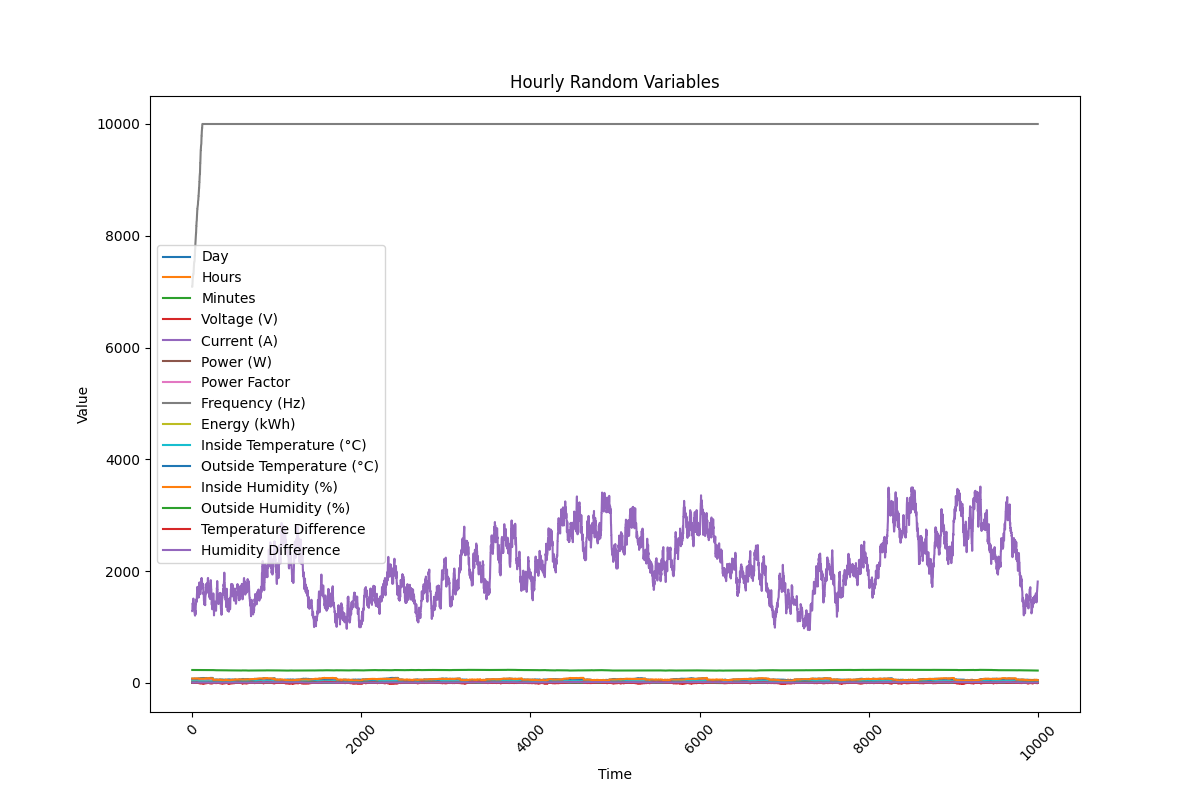 Hourly Random Variables
10000
8000
6000
4000
2000
0
Value
Day
Hours
Minutes
Voltage (V)
Current (A)
Power (W)
Power Factor
Frequency (Hz)
Energy (kWh)
Inside Temperature (°C)
Outside Temperature (°C)
Inside Humidity (%)
Outside Humidity (%)
Temperature Difference
Humidity Difference
0
2000
4000
6000
8000
10000
Time